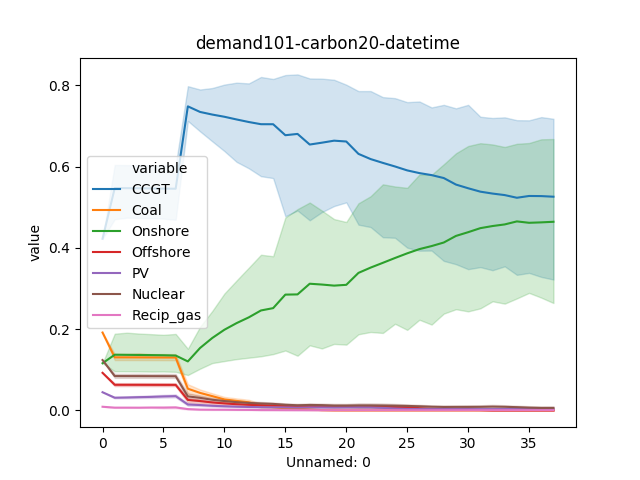 demand101-carbon20-datetime
value
0.8
0.6
0.4
0.2
0.0
variable
CCGT
Coal
Onshore
Offshore
PV
Nuclear
Recip_gas
0 5 10 15 20 25 30 35
Unnamed: 0